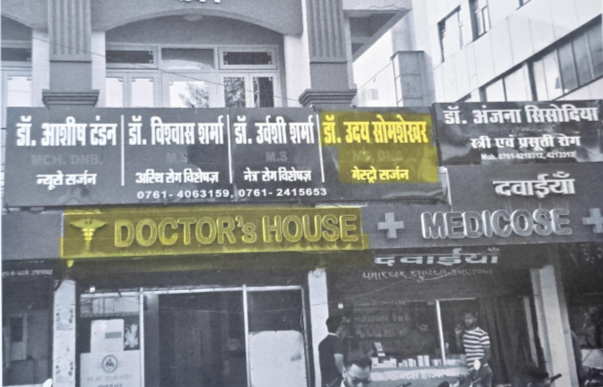 डॉ. आशीष टंडन
MCH. DNB.
न्यूरो सर्जन
डॉ. विश्वास शर्मा
M.S
अस्थि रोग विशेषज्ञ
डॉ. उर्वशी शर्मा
M.S
नेत्र रोग विशेषज्ञ
0761- 4063159, 0761- 2415653
डॉ. उदय सोमशेखर
गेस्ट्रो सर्जन
डॉ. अंजना सिसोदिया
स्त्री एवं प्रसूती रोग
दवाईयाँ
DOCTOR's HOUSE
MEDICOSE
दवाईयाँ